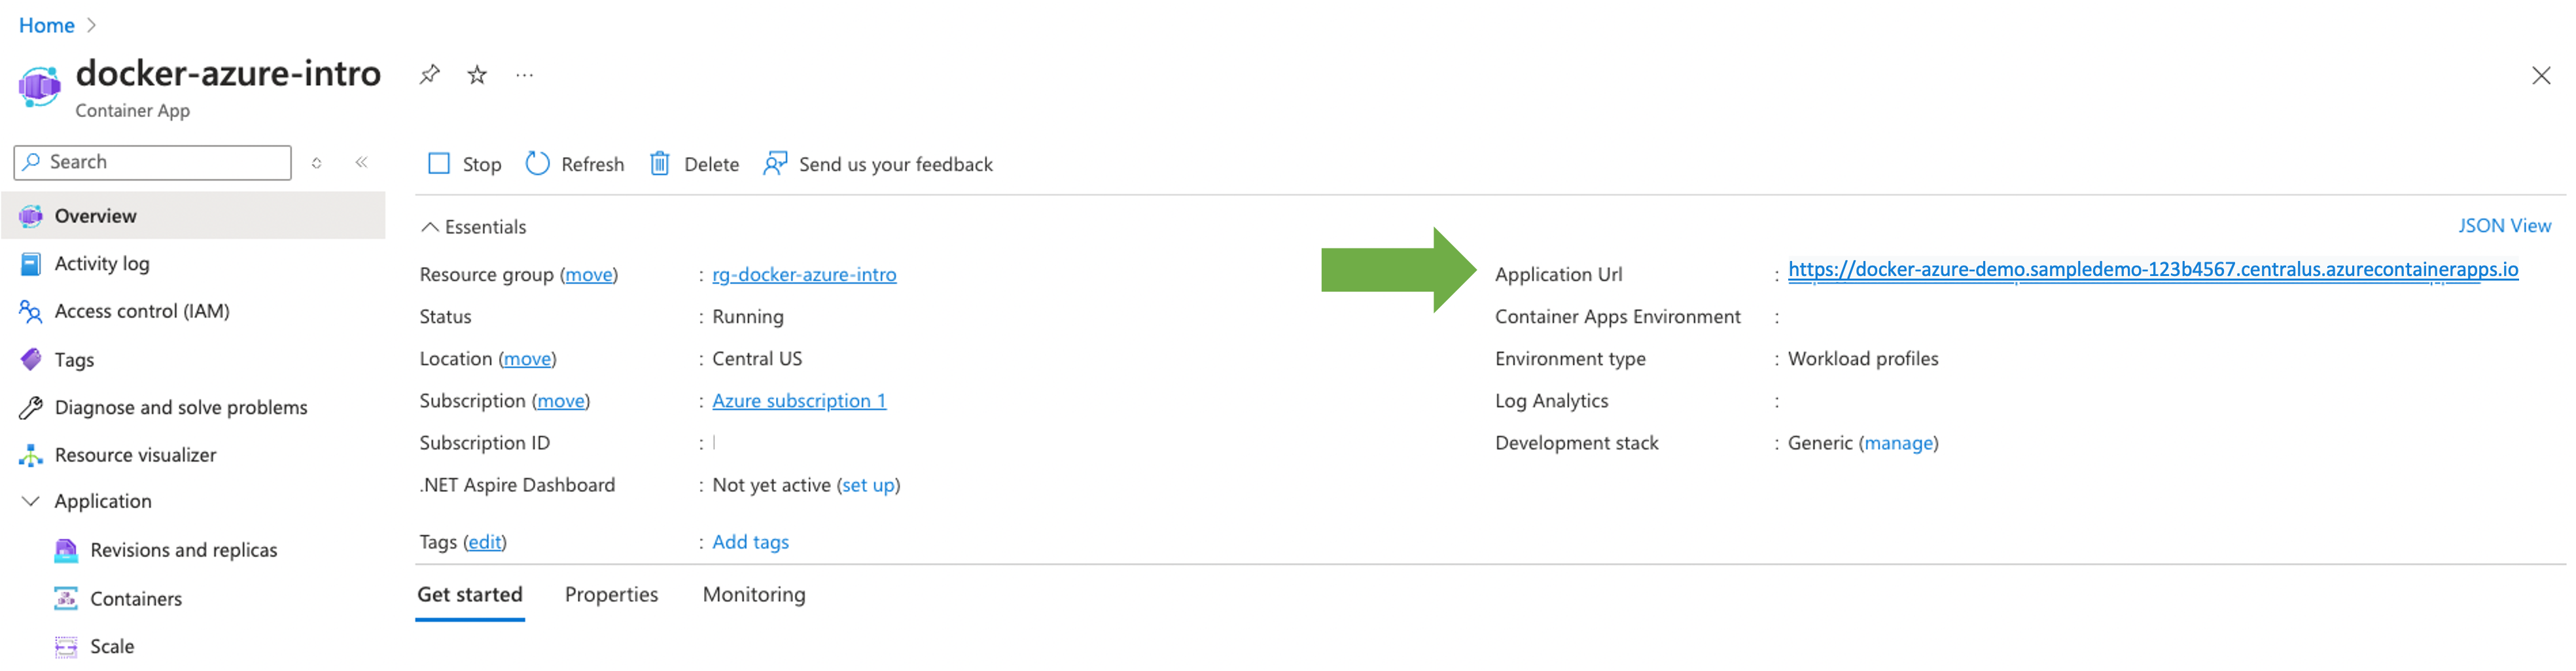 Home
docker-azure-intro
Container App
Search
Overview
Activity log
Access control (IAM)
Tags
Diagnose and solve problems
Resource visualizer
Application
Revisions and replicas
Containers
Scale
Stop Refresh Delete Send us your feedback
Essentials
JSON View
Resource group (move) : rg-docker-azure-intro
Status : Running
Location (move) : Central US
Subscription (move) : Azure subscription 1
Subscription ID :
.NET Aspire Dashboard : Not yet active (set up)
Tags (edit) : Add tags
Application Url : https://docker-azure-demo.sampledemo-123b4567.centralus.azurecontainerapps.io
Container Apps Environment :
Environment type : Workload profiles
Log Analytics :
Development stack : Generic (manage)
Get started Properties Monitoring